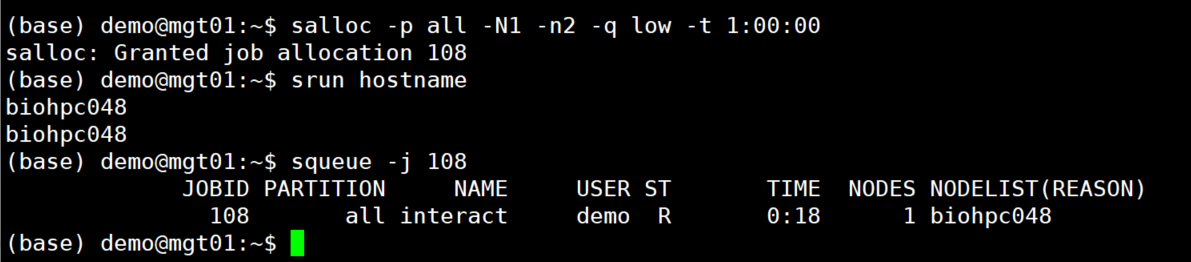 (base) demo@mgt01:~$ salloc -p all -N1 -n2 -q low -t 1:00:00
salloc: Granted job allocation 108
(base) demo@mgt01:~$ srun hostname
biohpc048
biohpc048
(base) demo@mgt01:~$ squeue -j 108
             JOBID PARTITION     NAME     USER ST       TIME  NODES NODELIST(REASON)
               108       all interact     demo  R       0:18      1 biohpc048
(base) demo@mgt01:~$